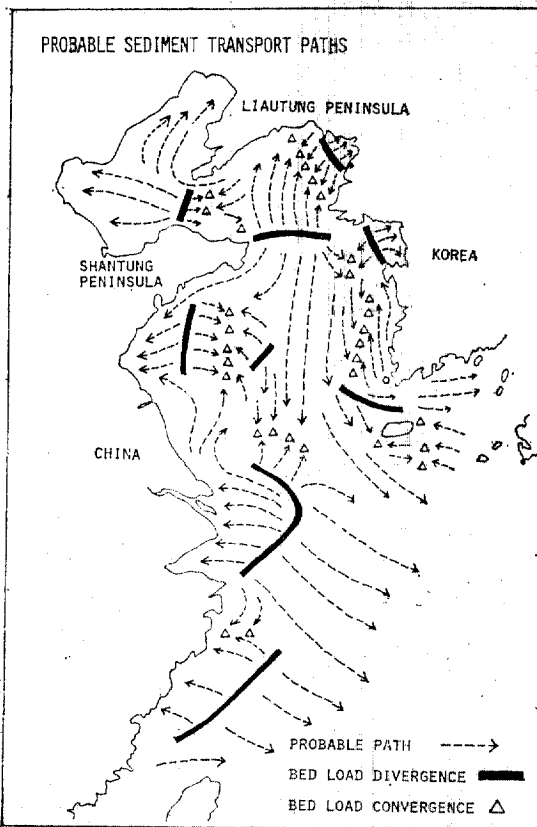 PROBABLE SEDIMENT TRANSPORT PATHS
LIAUTUNG PENINSULA
KOREA
SHANTUNG
PENINSULA
CHINA
PROBABLE PATH
BED LOAD DIVERGENCE
BED LOAD CONVERGENCE